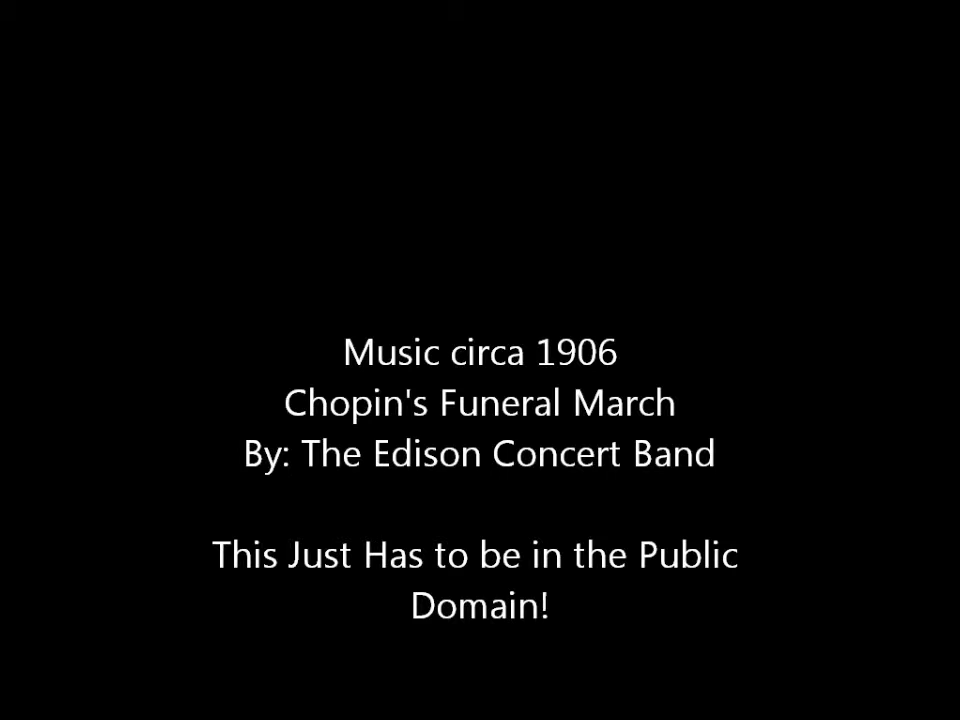 Music circa 1906
Chopin's Funeral March
By: The Edison Concert Band
This Just Has to be in the Public
Domain!